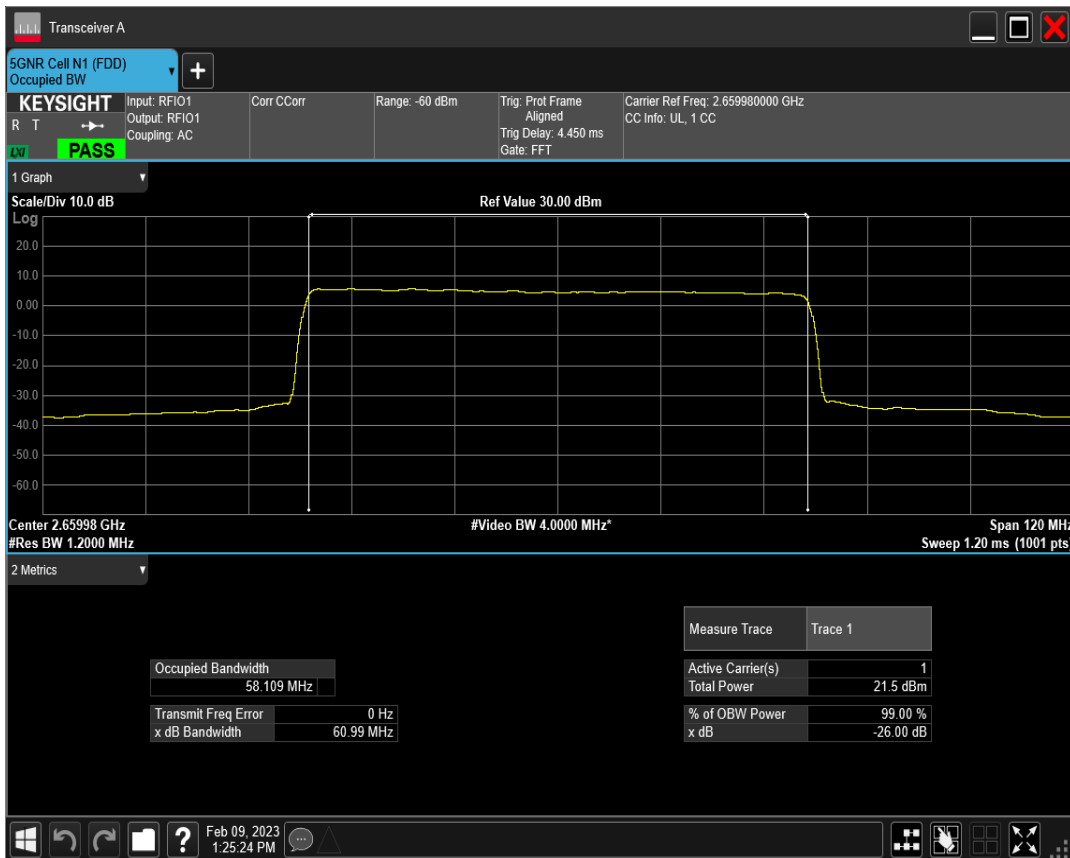 Transceiver A
5GNR Cell N1 (FDD)
Occupied BW
+
KEYSIGHT
R T
LXI
PASS
Input: RFIO1
Output: RFIO1
Coupling: AC
Corr CCorr
Range: -60 dBm
Trig: Prot Frame
Aligned
Trig Delay: 4.450 ms
Gate: FFT
Carrier Ref Freq: 2.659980000 GHz
CC Info: UL, 1 CC
1 Graph
Scale/Div 10.0 dB
Ref Value 30.00 dBm
Log
20.0
10.0
0.00
-10.0
-20.0
-30.0
-40.0
-50.0
-60.0
Center 2.65998 GHz
#Video BW 4.0000 MHz*
Span 120 MHz
#Res BW 1.2000 MHz
Sweep 1.20 ms (1001 pts)
2 Metrics
Measure Trace Trace 1
Occupied Bandwidth
58.109 MHz
Active Carrier(s) 1
Total Power 21.5 dBm
Transmit Freq Error 0 Hz
x dB Bandwidth 60.99 MHz
% of OBW Power 99.00 %
x dB -26.00 dB
?
Feb 09, 2023
1:25:24 PM